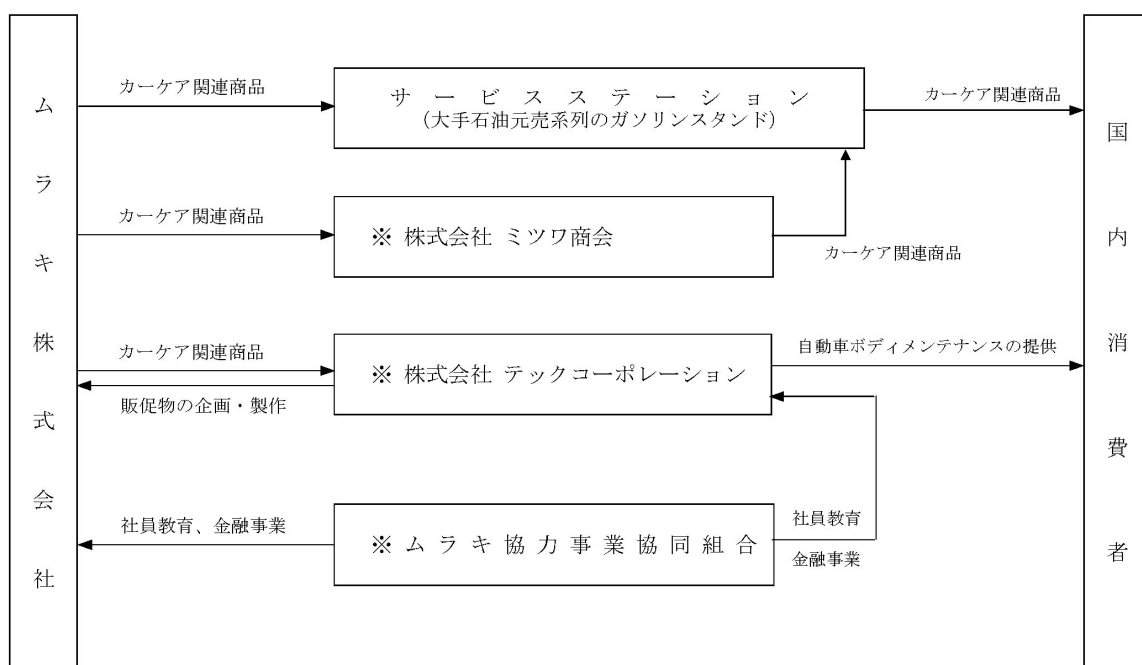 ムラキ株式会社
カーケア関連商品
サービスステーション
（大手石油元売系列のガソリンスタンド）
カーケア関連商品
カーケア関連商品
※ 株式会社 ミツワ商会
カーケア関連商品
カーケア関連商品
販促物の企画・製作
※ 株式会社 テックコーポレーション
自動車ボディメンテナンスの提供
社員教育、金融事業
※ ムラキ協力事業協同組合
社員教育
金融事業
国内消費者